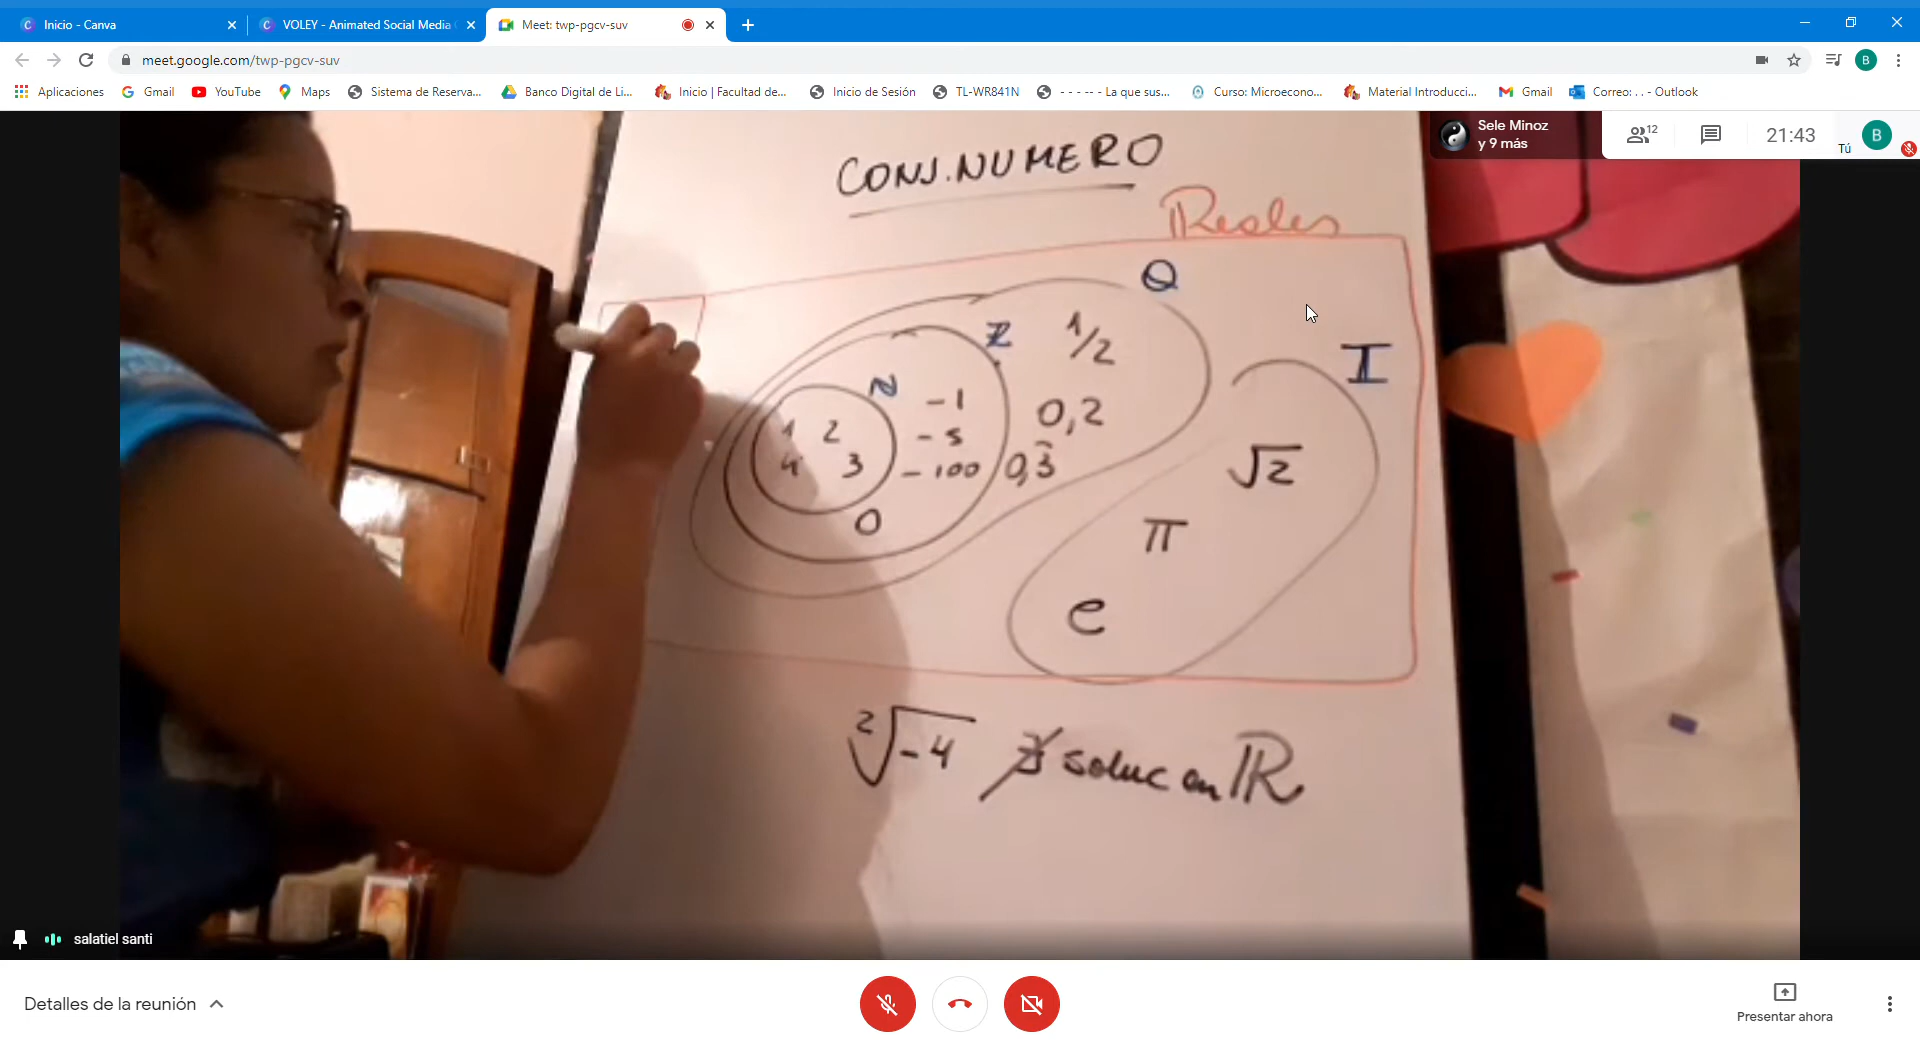 Inicio - Canva
VOLEY - Animated Social Media
Meet: twp-pgcv-suv
meet.google.com/twp-pgcv-suv
B
Aplicaciones
Gmail
YouTube
Maps
Sistema de Reserva...
Banco Digital de Li...
Inicio | Facultad de...
Inicio de Sesión
TL-WR841N
- - - -- - La que sus...
Curso: Microecono...
Material Introducci...
Gmail
Correo: . . - Outlook
Sele Minoz
y 9 más
12
21:43
Tú
B
CONJ.NUMERO
Reales
Q
Z
1/2
I
N
-1
0,2
1 2
-5
4 3
-100
0,3̂
√2
0
π
e
²√-4 ∄ soluc en ℝ
salatiel santi
Detalles de la reunión
Presentar ahora